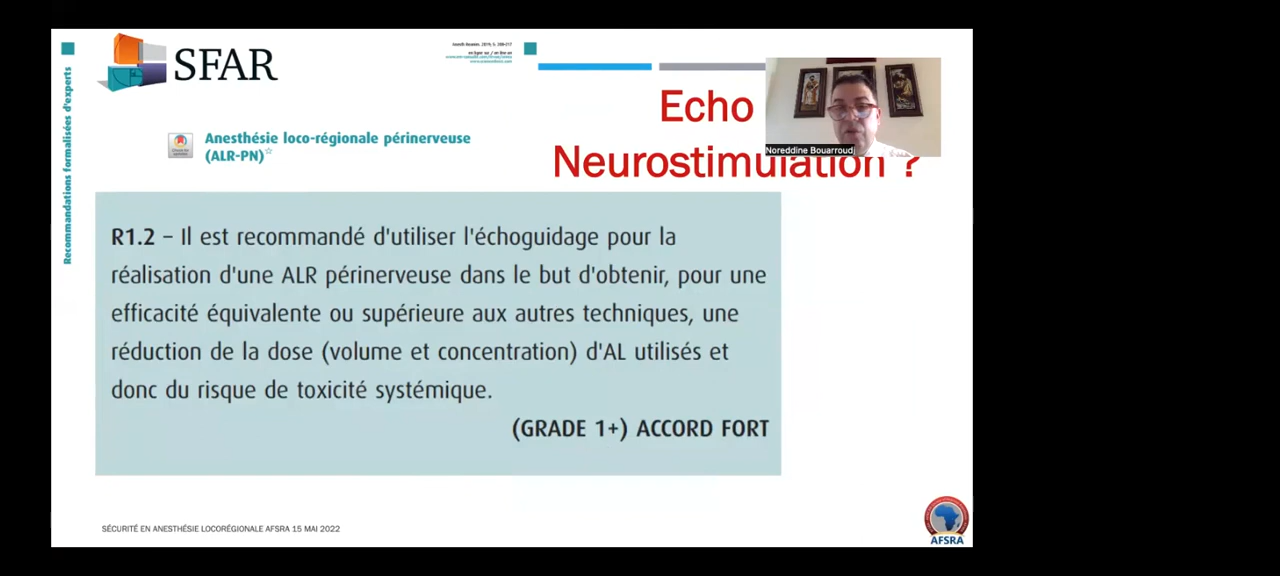 SFAR
Recommandations formalisées d'experts
Anesthésie loco-régionale périnerveuse
(ALR-PN)
Echo
Neurostimulation ?
Noreddine Bouarroudj
R1.2 – Il est recommandé d'utiliser l'échoguidage pour la
réalisation d'une ALR périnerveuse dans le but d'obtenir, pour une
efficacité équivalente ou supérieure aux autres techniques, une
réduction de la dose (volume et concentration) d'AL utilisés et
donc du risque de toxicité systémique.
(GRADE 1+) ACCORD FORT
SÉCURITÉ EN ANESTHÉSIE LOCORÉGIONALE AFSRA 15 MAI 2022
AFSRA